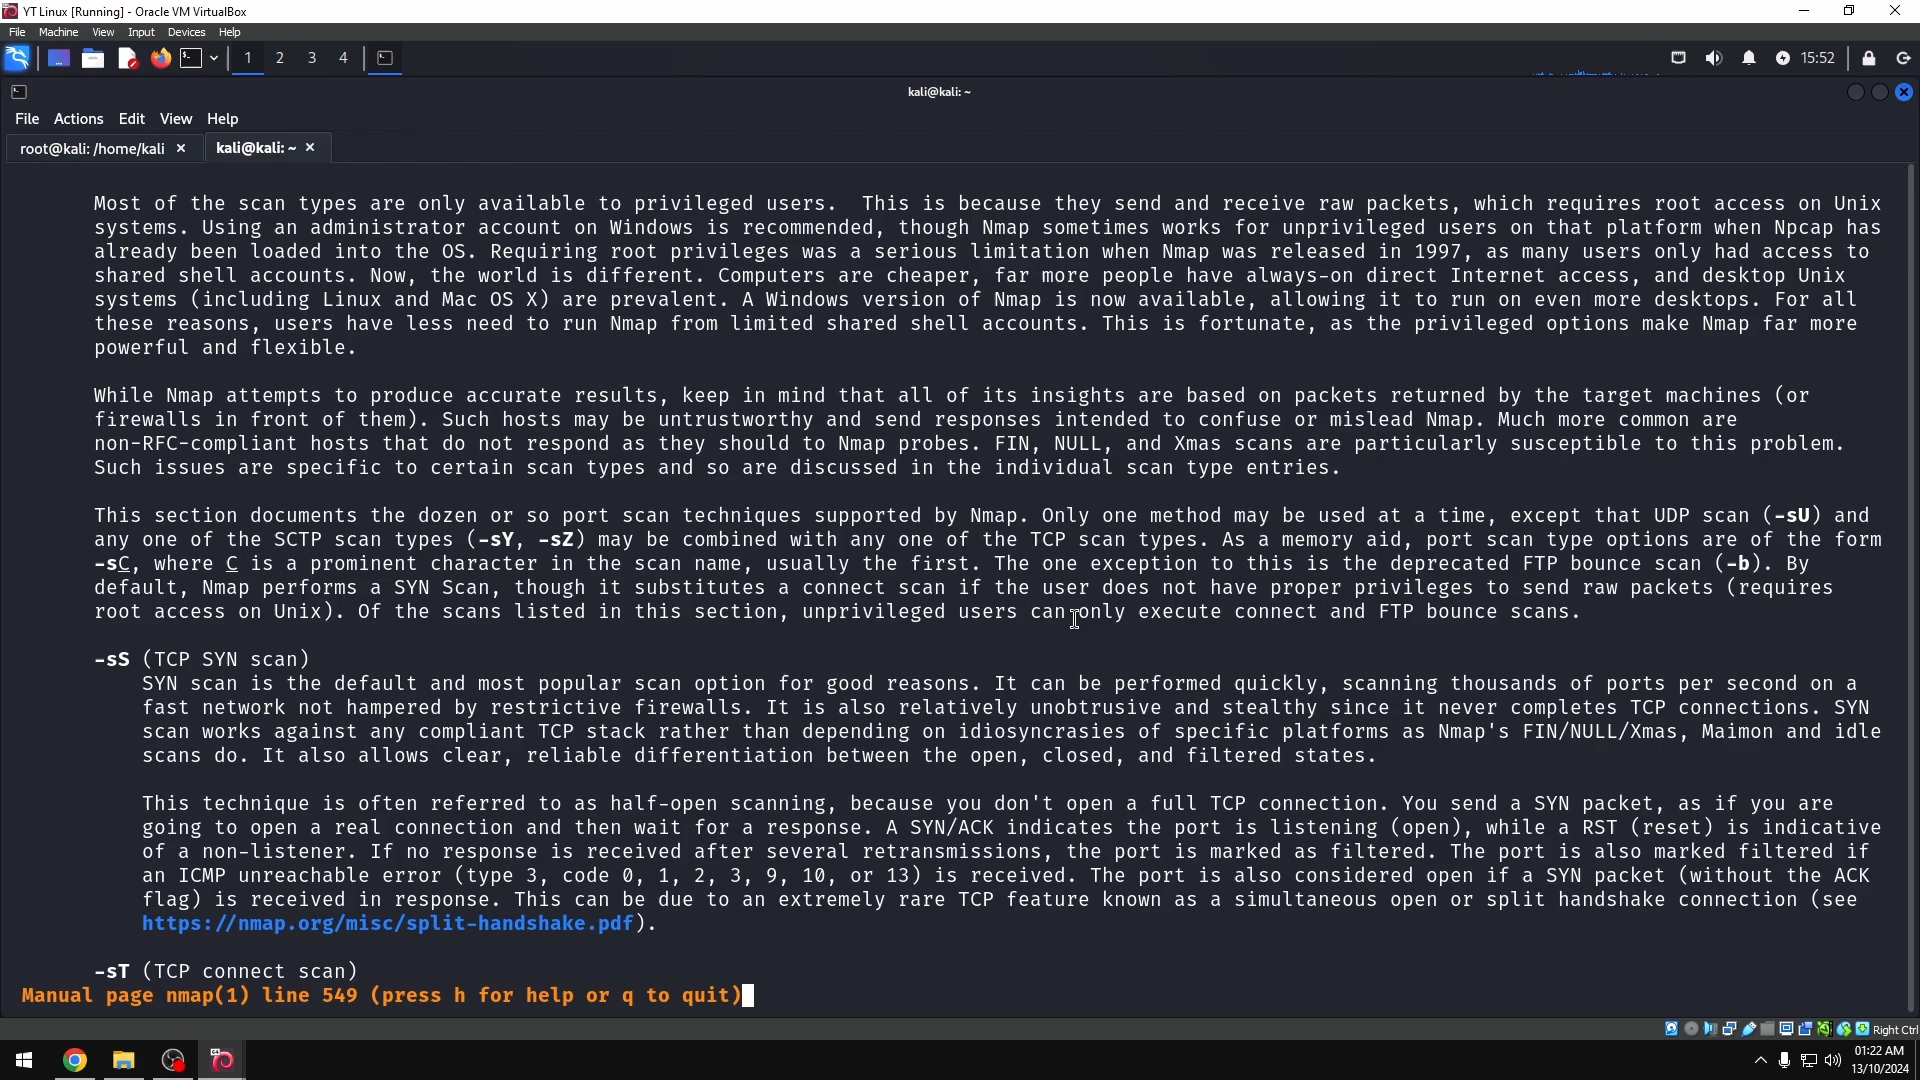 YT Linux [Running] - Oracle VM VirtualBox
File Machine View Input Devices Help
1 2 3 4 15:52
kali@kali: ~
File Actions Edit View Help
root@kali: /home/kali kali@kali: ~
Most of the scan types are only available to privileged users.  This is because they send and receive raw packets, which requires root access on Unix
systems. Using an administrator account on Windows is recommended, though Nmap sometimes works for unprivileged users on that platform when Npcap has
already been loaded into the OS. Requiring root privileges was a serious limitation when Nmap was released in 1997, as many users only had access to
shared shell accounts. Now, the world is different. Computers are cheaper, far more people have always-on direct Internet access, and desktop Unix
systems (including Linux and Mac OS X) are prevalent. A Windows version of Nmap is now available, allowing it to run on even more desktops. For all
these reasons, users have less need to run Nmap from limited shared shell accounts. This is fortunate, as the privileged options make Nmap far more
powerful and flexible.
While Nmap attempts to produce accurate results, keep in mind that all of its insights are based on packets returned by the target machines (or
firewalls in front of them). Such hosts may be untrustworthy and send responses intended to confuse or mislead Nmap. Much more common are
non-RFC-compliant hosts that do not respond as they should to Nmap probes. FIN, NULL, and Xmas scans are particularly susceptible to this problem.
Such issues are specific to certain scan types and so are discussed in the individual scan type entries.
This section documents the dozen or so port scan techniques supported by Nmap. Only one method may be used at a time, except that UDP scan (-sU) and
any one of the SCTP scan types (-sY, -sZ) may be combined with any one of the TCP scan types. As a memory aid, port scan type options are of the form
-sC, where C is a prominent character in the scan name, usually the first. The one exception to this is the deprecated FTP bounce scan (-b). By
default, Nmap performs a SYN Scan, though it substitutes a connect scan if the user does not have proper privileges to send raw packets (requires
root access on Unix). Of the scans listed in this section, unprivileged users can only execute connect and FTP bounce scans.
-sS (TCP SYN scan)
SYN scan is the default and most popular scan option for good reasons. It can be performed quickly, scanning thousands of ports per second on a
fast network not hampered by restrictive firewalls. It is also relatively unobtrusive and stealthy since it never completes TCP connections. SYN
scan works against any compliant TCP stack rather than depending on idiosyncrasies of specific platforms as Nmap's FIN/NULL/Xmas, Maimon and idle
scans do. It also allows clear, reliable differentiation between the open, closed, and filtered states.
This technique is often referred to as half-open scanning, because you don't open a full TCP connection. You send a SYN packet, as if you are
going to open a real connection and then wait for a response. A SYN/ACK indicates the port is listening (open), while a RST (reset) is indicative
of a non-listener. If no response is received after several retransmissions, the port is marked as filtered. The port is also marked filtered if
an ICMP unreachable error (type 3, code 0, 1, 2, 3, 9, 10, or 13) is received. The port is also considered open if a SYN packet (without the ACK
flag) is received in response. This can be due to an extremely rare TCP feature known as a simultaneous open or split handshake connection (see
https://nmap.org/misc/split-handshake.pdf).
-sT (TCP connect scan)
Manual page nmap(1) line 549 (press h for help or q to quit)
Right Ctrl
01:22 AM
13/10/2024